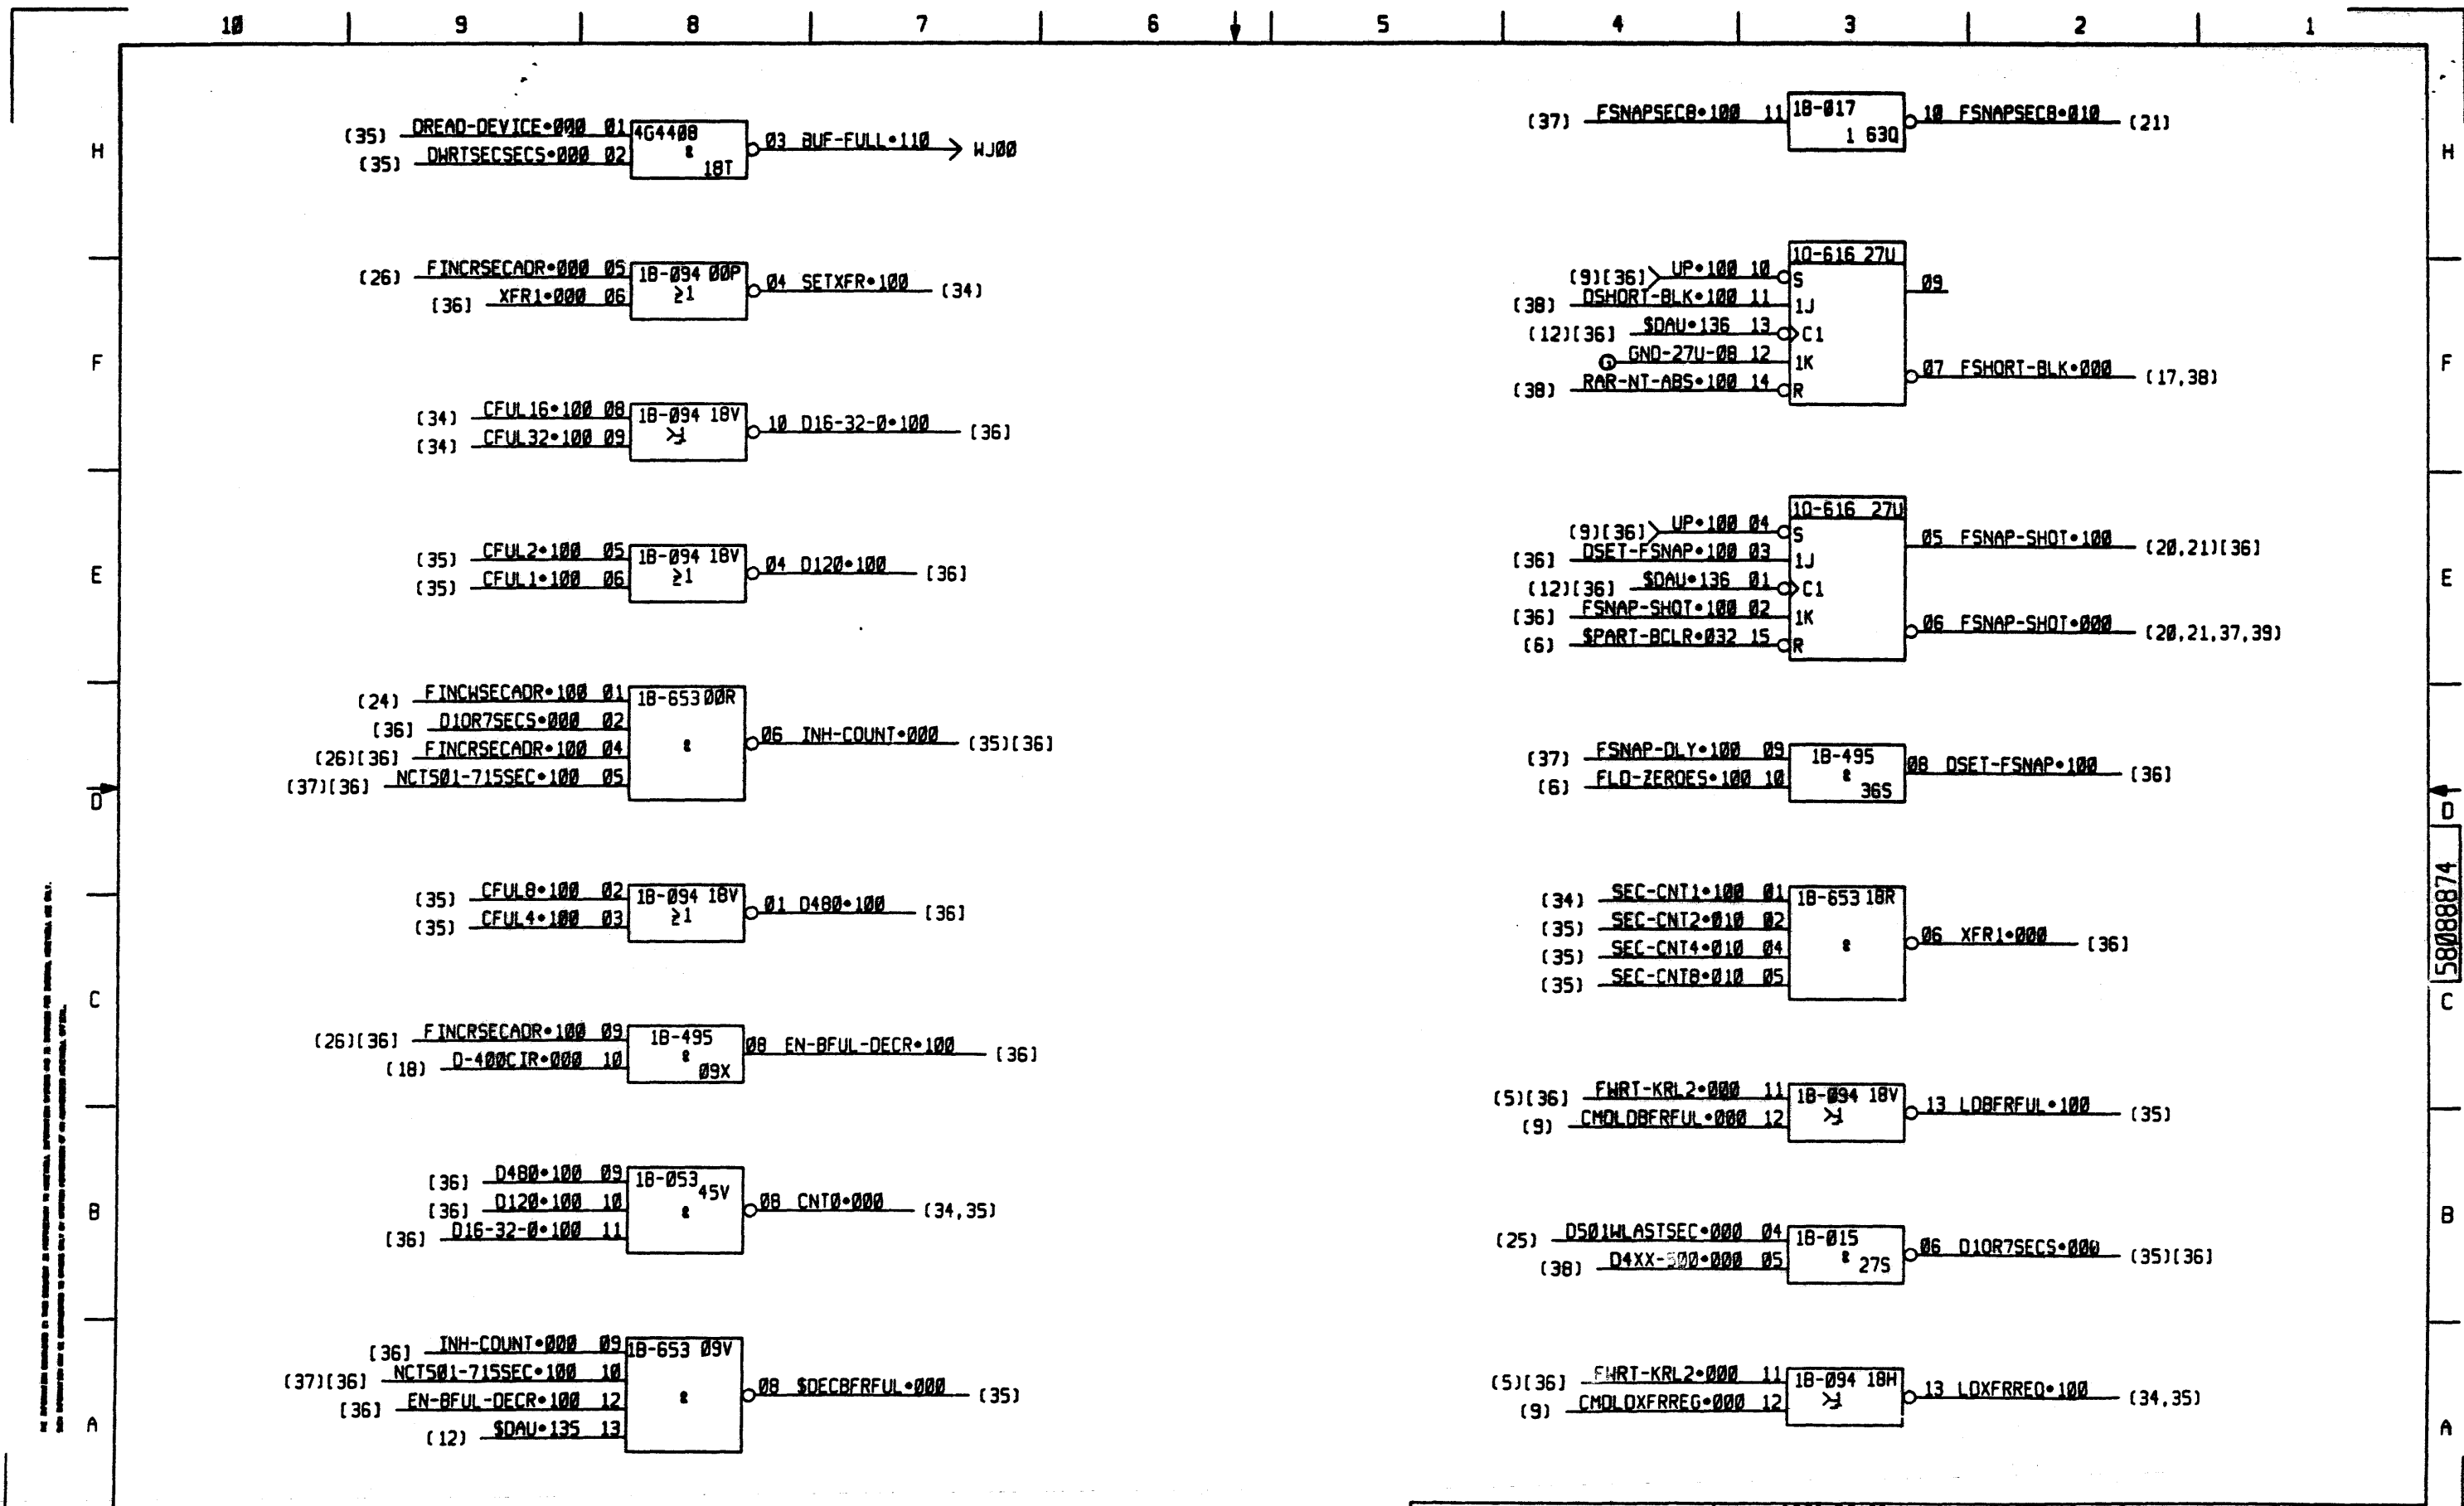 10 9 8 7 6 5 4 3 2 1
H
(35) DREAD-DEVICE•000 01
(35) DWRTSECSECS•000 02
4G4408
&
18T
03 BUF-FULL•110
WJ00
(37) FSNAPSEC8•100 11
1B-017
1 63Q
10 FSNAPSEC8•010 (21)
H
F
(26) FINCRSECADR•000 05
[36] XFR1•000 06
1B-094 00P
≥1
04 SETXFR•100 (34)
(34) CFUL16•100 08
(34) CFUL32•100 09
1B-094 18V
≥1
10 D16-32-0•100 [36]
10-616 27U
(9)[36] UP•100 10 S
(38) DSHORT-BLK•100 11 1J
(12)[36] $DAU•136 13 C1
G GND-27U-08 12 1K
(38) RAR-NT-ABS•100 14 R
09
07 FSHORT-BLK•000 (17,38)
F
E
(35) CFUL2•100 05
(35) CFUL1•100 06
1B-094 18V
≥1
04 D120•100 [36]
10-616 27U
(9)[36] UP•100 04 S
[36] DSET-FSNAP•100 03 1J
(12)[36] $DAU•136 01 C1
[36] FSNAP-SHOT•100 02 1K
(6) $PART-BCLR•032 15 R
05 FSNAP-SHOT•100 (20,21)[36]
06 FSNAP-SHOT•000 (20,21,37,39)
E
D
(24) FINCWSECADR•100 01
[36] D1OR7SECS•000 02
(26)[36] FINCRSECADR•100 04
(37)[36] NCT501-715SEC•100 05
1B-653 00R
&
06 INH-COUNT•000 (35)[36]
(37) FSNAP-DLY•100 09
(6) FLD-ZEROES•100 10
1B-495
&
36S
08 DSET-FSNAP•100 [36]
D
58088874
C
(35) CFUL8•100 02
(35) CFUL4•100 03
1B-094 18V
≥1
01 D480•100 [36]
(34) SEC-CNT1•100 01
(35) SEC-CNT2•010 02
(35) SEC-CNT4•010 04
(35) SEC-CNT8•010 05
1B-653 18R
&
06 XFR1•000 [36]
C
(26)[36] FINCRSECADR•100 09
(18) D-400CIR•000 10
1B-495
&
09X
08 EN-BFUL-DECR•100 [36]
(5)[36] FWRT-KRL2•000 11
(9) CMDLDBFRFUL•000 12
1B-094 18V
≥1
13 LDBFRFUL•100 (35)
B
[36] D480•100 09
[36] D120•100 10
[36] D16-32-0•100 11
1B-053
45V
&
08 CNT0•000 (34,35)
(25) D501WLASTSEC•000 04
(38) D4XX-500•000 05
1B-015
&
27S
06 D1OR7SECS•000 (35)[36]
B
A
[36] INH-COUNT•000 09
(37)[36] NCT501-715SEC•100 10
[36] EN-BFUL-DECR•100 12
(12) $DAU•135 13
1B-653 09V
&
08 $DECBFRFUL•000 (35)
(5)[36] FWRT-KRL2•000 11
(9) CMDLDXFRREG•000 12
1B-094 18H
≥1
13 LDXFRREQ•100 (34,35)
A